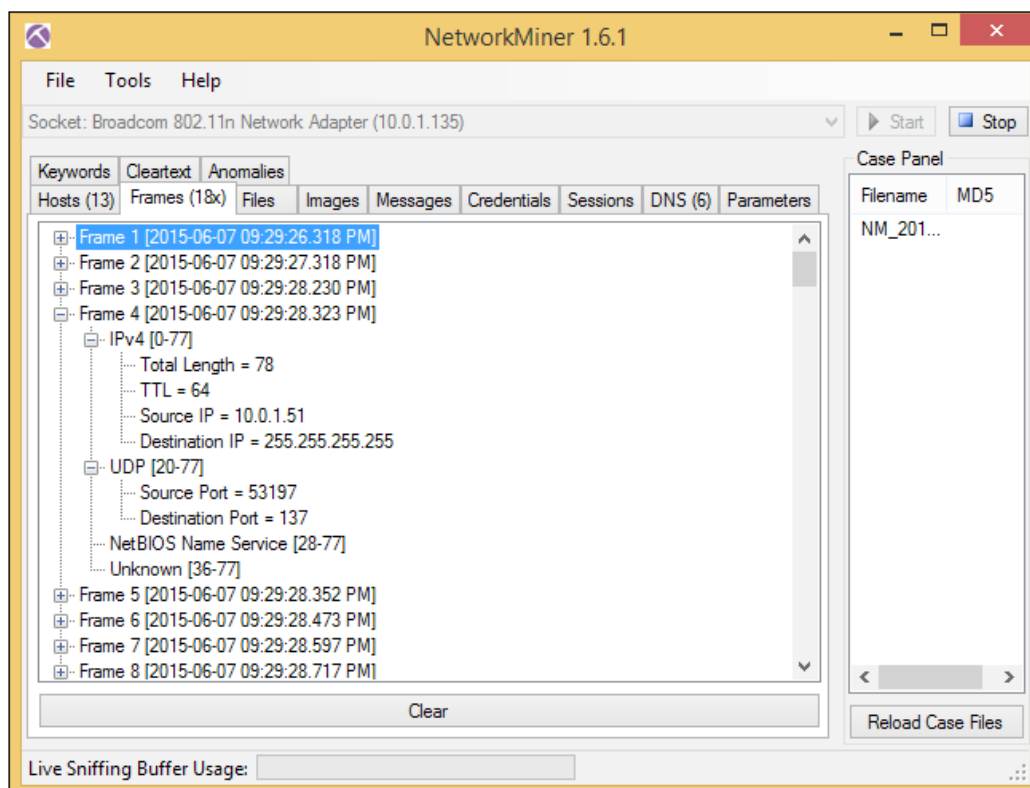 NetworkMiner 1.6.1
File Tools Help
Socket: Broadcom 802.11n Network Adapter (10.0.1.135)
Start Stop
Keywords Cleartext Anomalies
Hosts (13) Frames (18x) Files Images Messages Credentials Sessions DNS (6) Parameters
Frame 1 [2015-06-07 09:29:26.318 PM]
Frame 2 [2015-06-07 09:29:27.318 PM]
Frame 3 [2015-06-07 09:29:28.230 PM]
Frame 4 [2015-06-07 09:29:28.323 PM]
IPv4 [0-77]
Total Length = 78
TTL = 64
Source IP = 10.0.1.51
Destination IP = 255.255.255.255
UDP [20-77]
Source Port = 53197
Destination Port = 137
NetBIOS Name Service [28-77]
Unknown [36-77]
Frame 5 [2015-06-07 09:29:28.352 PM]
Frame 6 [2015-06-07 09:29:28.473 PM]
Frame 7 [2015-06-07 09:29:28.597 PM]
Frame 8 [2015-06-07 09:29:28.717 PM]
Clear
Case Panel
Filename MD5
NM_201...
Reload Case Files
Live Sniffing Buffer Usage: